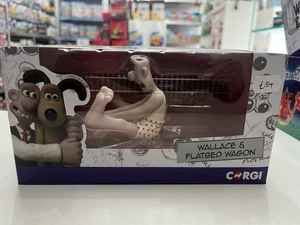 £34
WALLACE &
FLATBED WAGON
CORGI